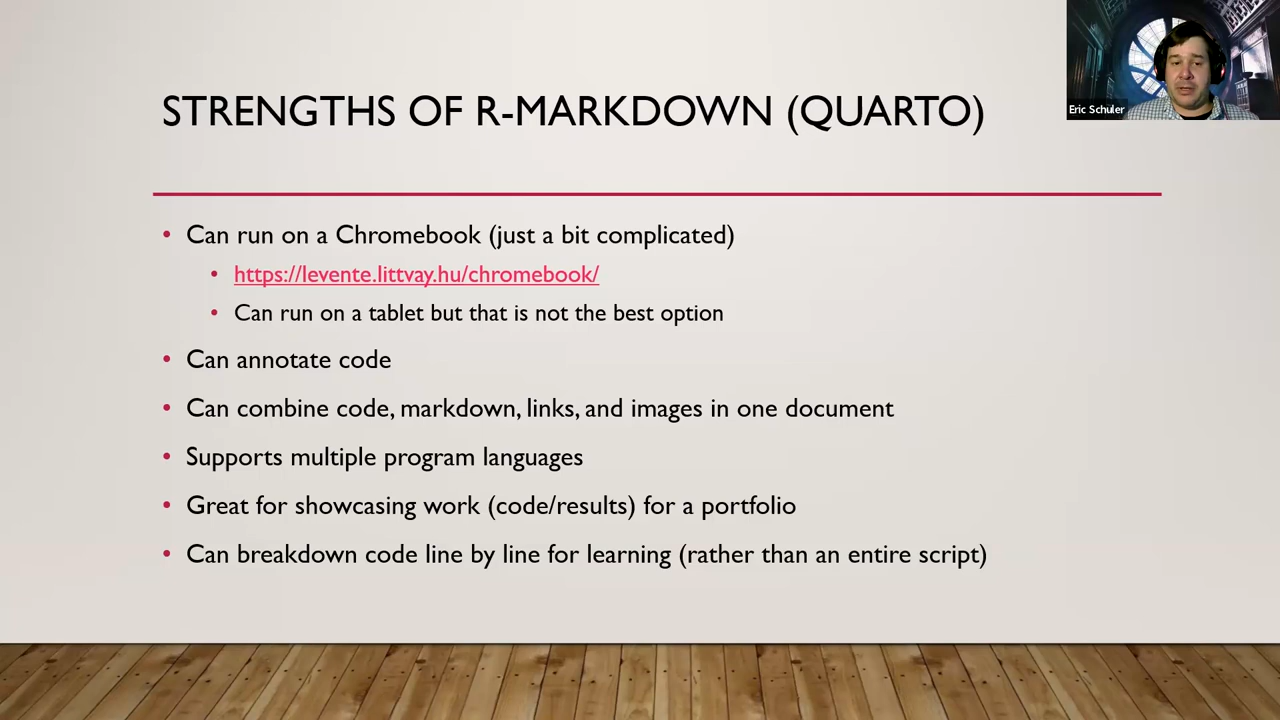 STRENGTHS OF R-MARKDOWN (QUARTO)
Eric Schuler
• Can run on a Chromebook (just a bit complicated)
• https://levente.littvay.hu/chromebook/
• Can run on a tablet but that is not the best option
• Can annotate code
• Can combine code, markdown, links, and images in one document
• Supports multiple program languages
• Great for showcasing work (code/results) for a portfolio
• Can breakdown code line by line for learning (rather than an entire script)